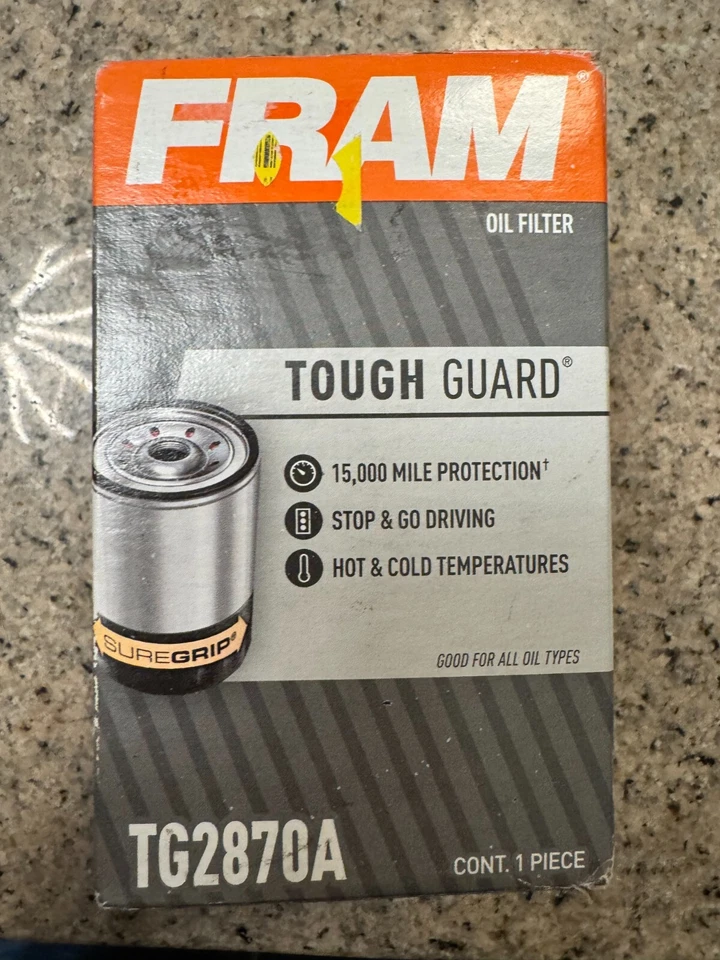 FRAM®
OIL FILTER
TOUGH GUARD®
15,000 MILE PROTECTION†
STOP & GO DRIVING
HOT & COLD TEMPERATURES
SUREGRIP®
GOOD FOR ALL OIL TYPES
TG2870A
CONT. 1 PIECE